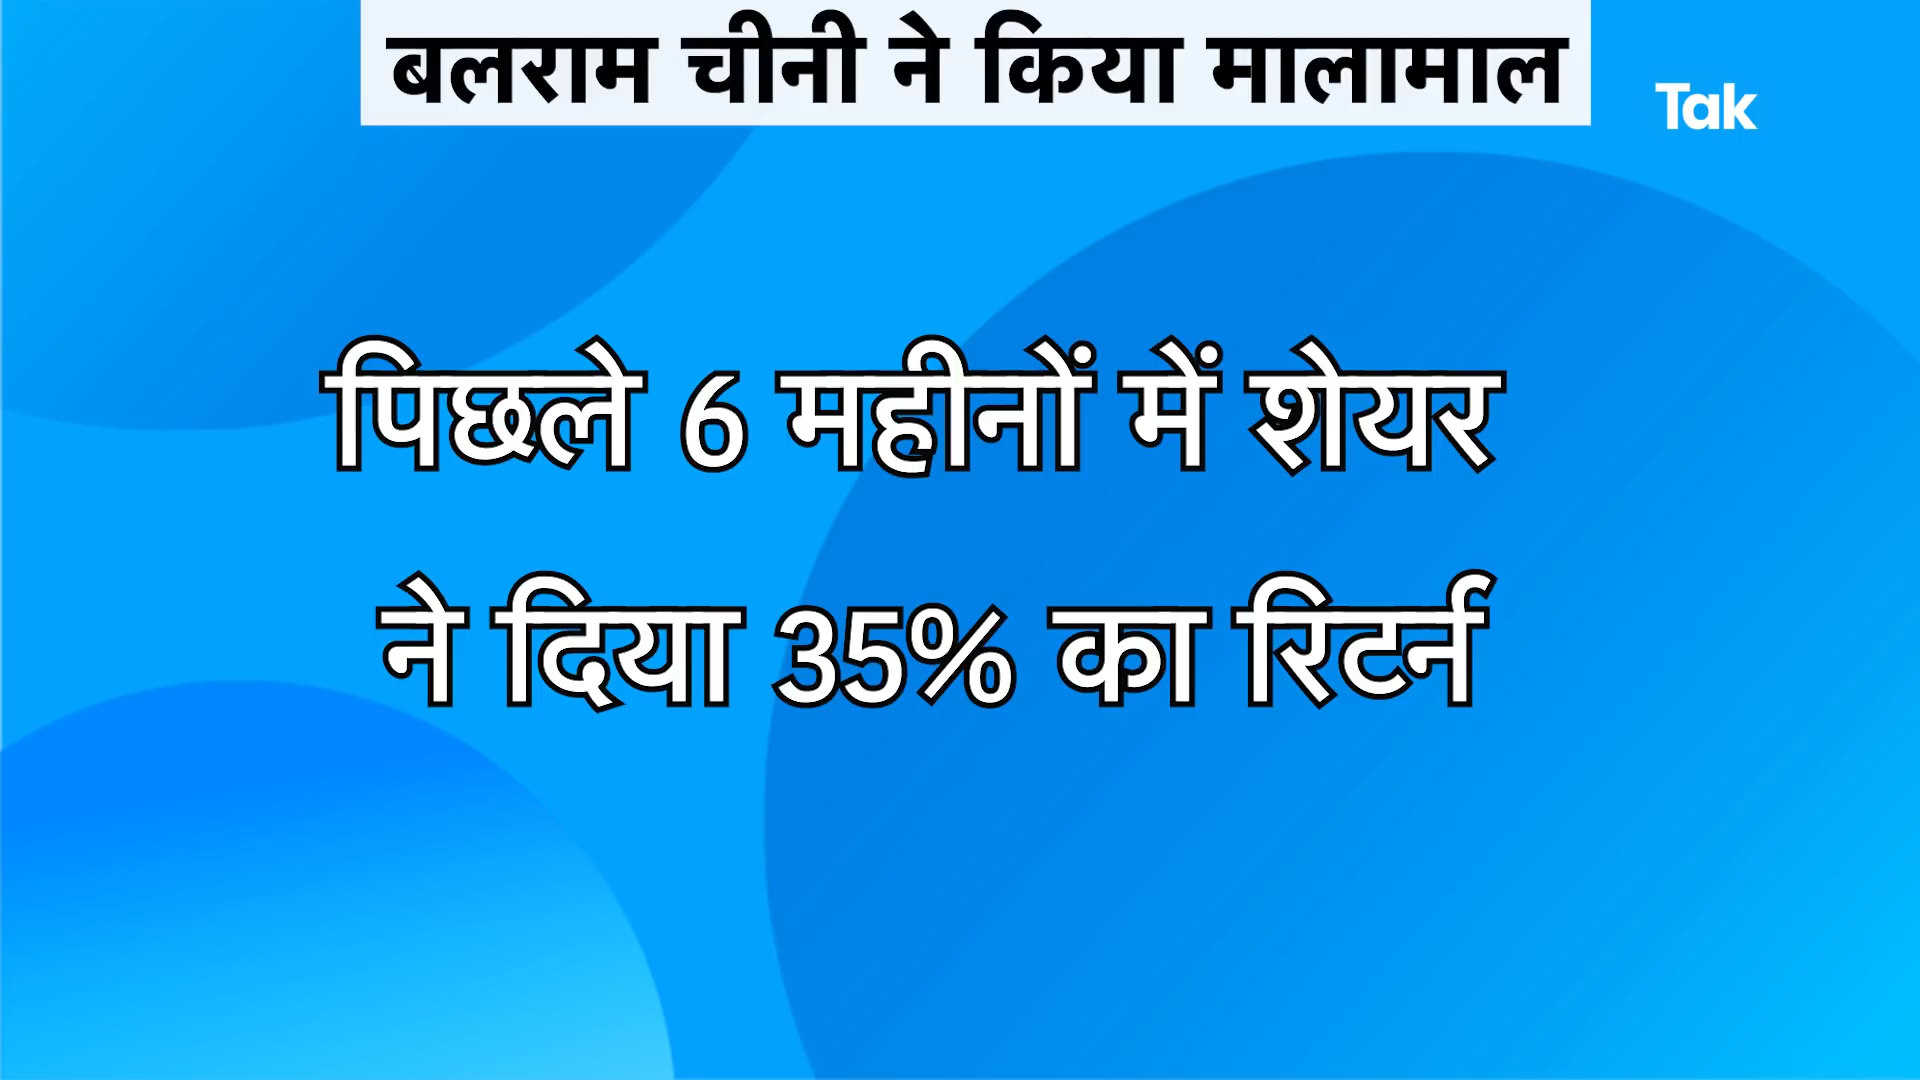 बलराम चीनी ने किया मालामाल
Tak
पिछले 6 महीनों में शेयर
ने दिया 35% का रिटर्न